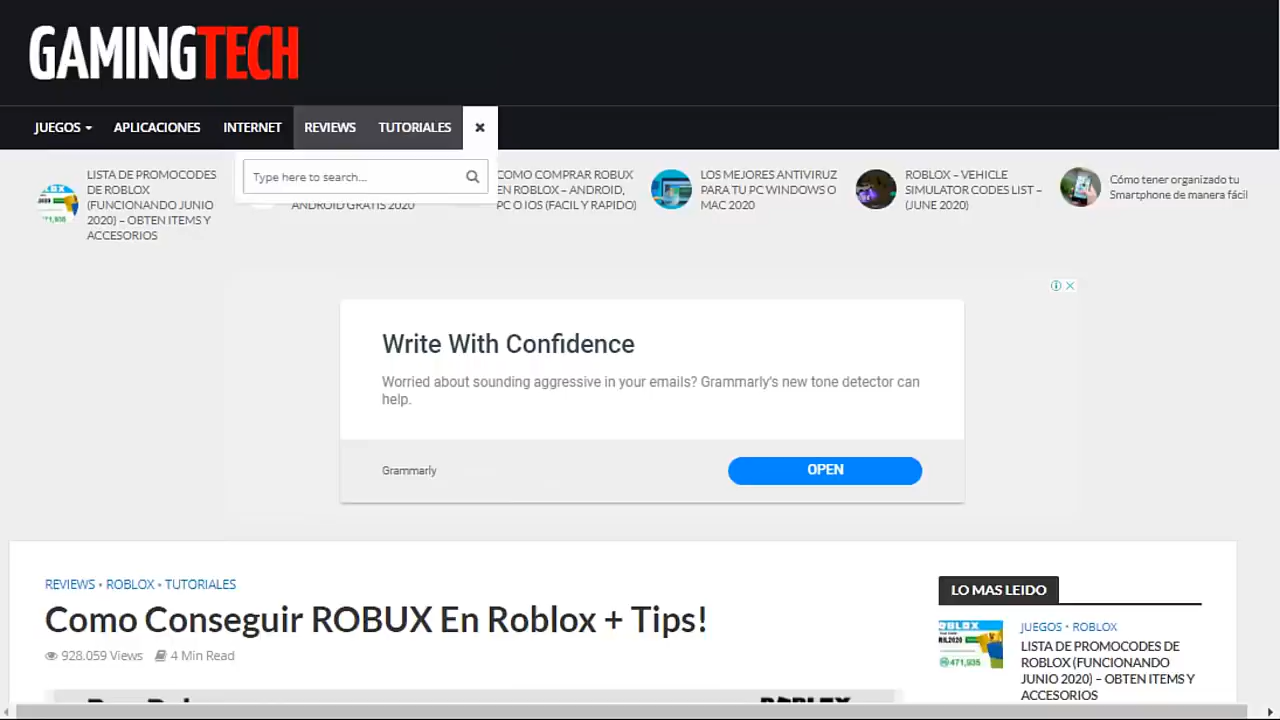 GAMINGTECH
JUEGOS APLICACIONES INTERNET REVIEWS TUTORIALES
Type here to search...
LISTA DE PROMOCODES
DE ROBLOX
(FUNCIONANDO JUNIO
2020) – OBTEN ITEMS Y
ACCESORIOS
ANDROID GRATIS 2020
COMO COMPRAR ROBUX
EN ROBLOX – ANDROID,
PC O IOS (FACIL Y RAPIDO)
LOS MEJORES ANTIVIRUZ
PARA TU PC WINDOWS O
MAC 2020
ROBLOX – VEHICLE
SIMULATOR CODES LIST –
(JUNE 2020)
Cómo tener organizado tu
Smartphone de manera fácil
Write With Confidence
Worried about sounding aggressive in your emails? Grammarly's new tone detector can
help.
Grammarly
OPEN
REVIEWS • ROBLOX • TUTORIALES
Como Conseguir ROBUX En Roblox + Tips!
928.059 Views 4 Min Read
LO MAS LEIDO
471,935
JUEGOS • ROBLOX
LISTA DE PROMOCODES DE
ROBLOX (FUNCIONANDO
JUNIO 2020) – OBTEN ITEMS Y
ACCESORIOS